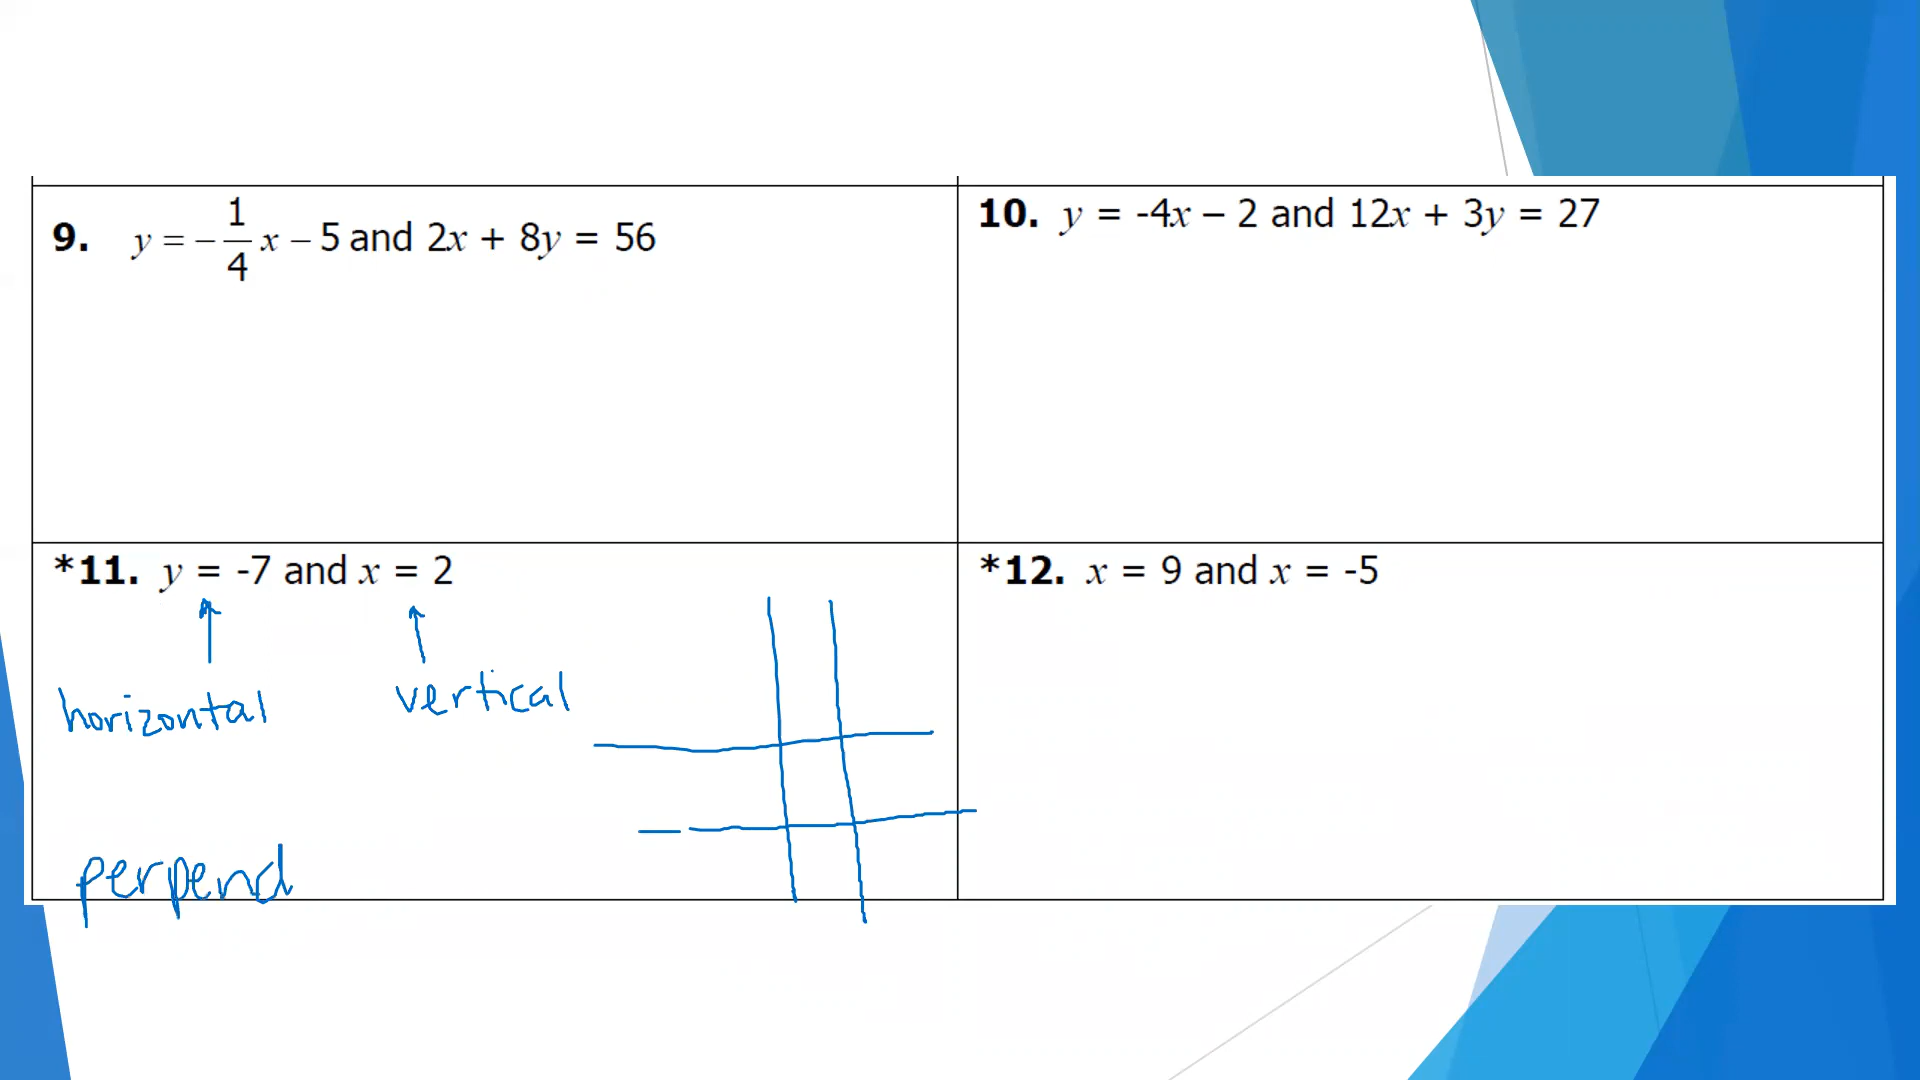 9. y = – 1/4 x – 5 and 2x + 8y = 56
10. y = -4x – 2 and 12x + 3y = 27
*11. y = -7 and x = 2
horizontal
vertical
perpend
*12. x = 9 and x = -5